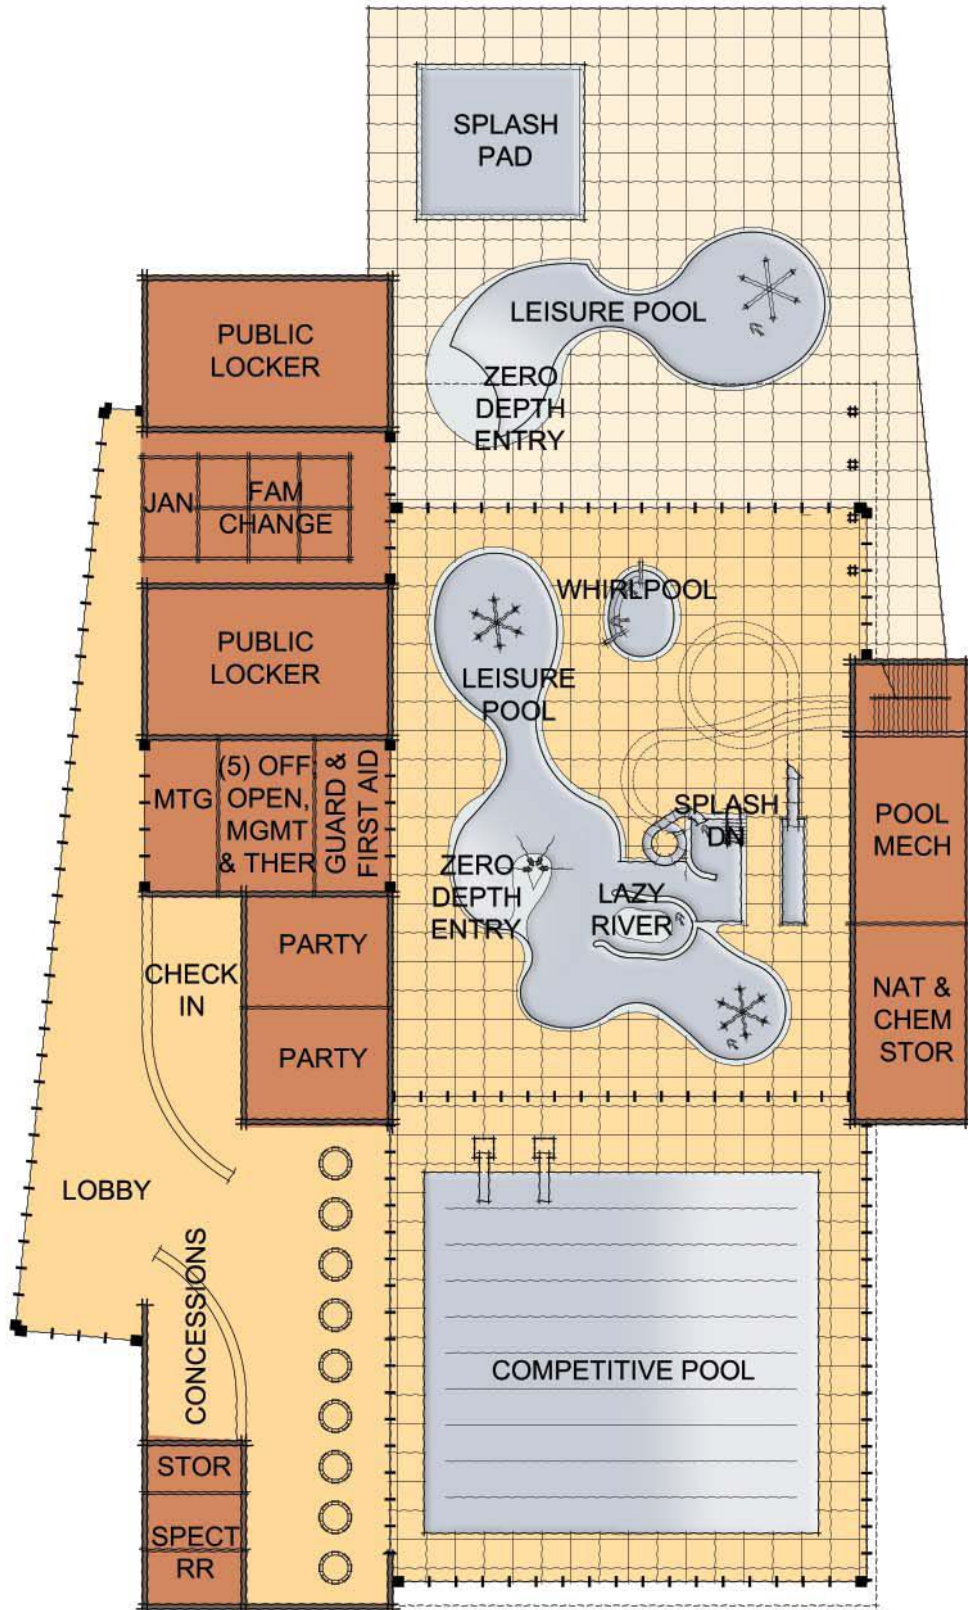 SPLASH
PAD
LEISURE POOL
ZERO
DEPTH
ENTRY
PUBLIC
LOCKER
JAN
FAM
CHANGE
PUBLIC
LOCKER
WHIRLPOOL
LEISURE
POOL
MTG
(5) OFF,
OPEN,
MGMT
& THER
GUARD &
FIRST AID
SPLASH
DN
POOL
MECH
ZERO
DEPTH
ENTRY
LAZY
RIVER
PARTY
CHECK
IN
NAT &
CHEM
STOR
PARTY
LOBBY
CONCESSIONS
COMPETITIVE POOL
STOR
SPECT
RR